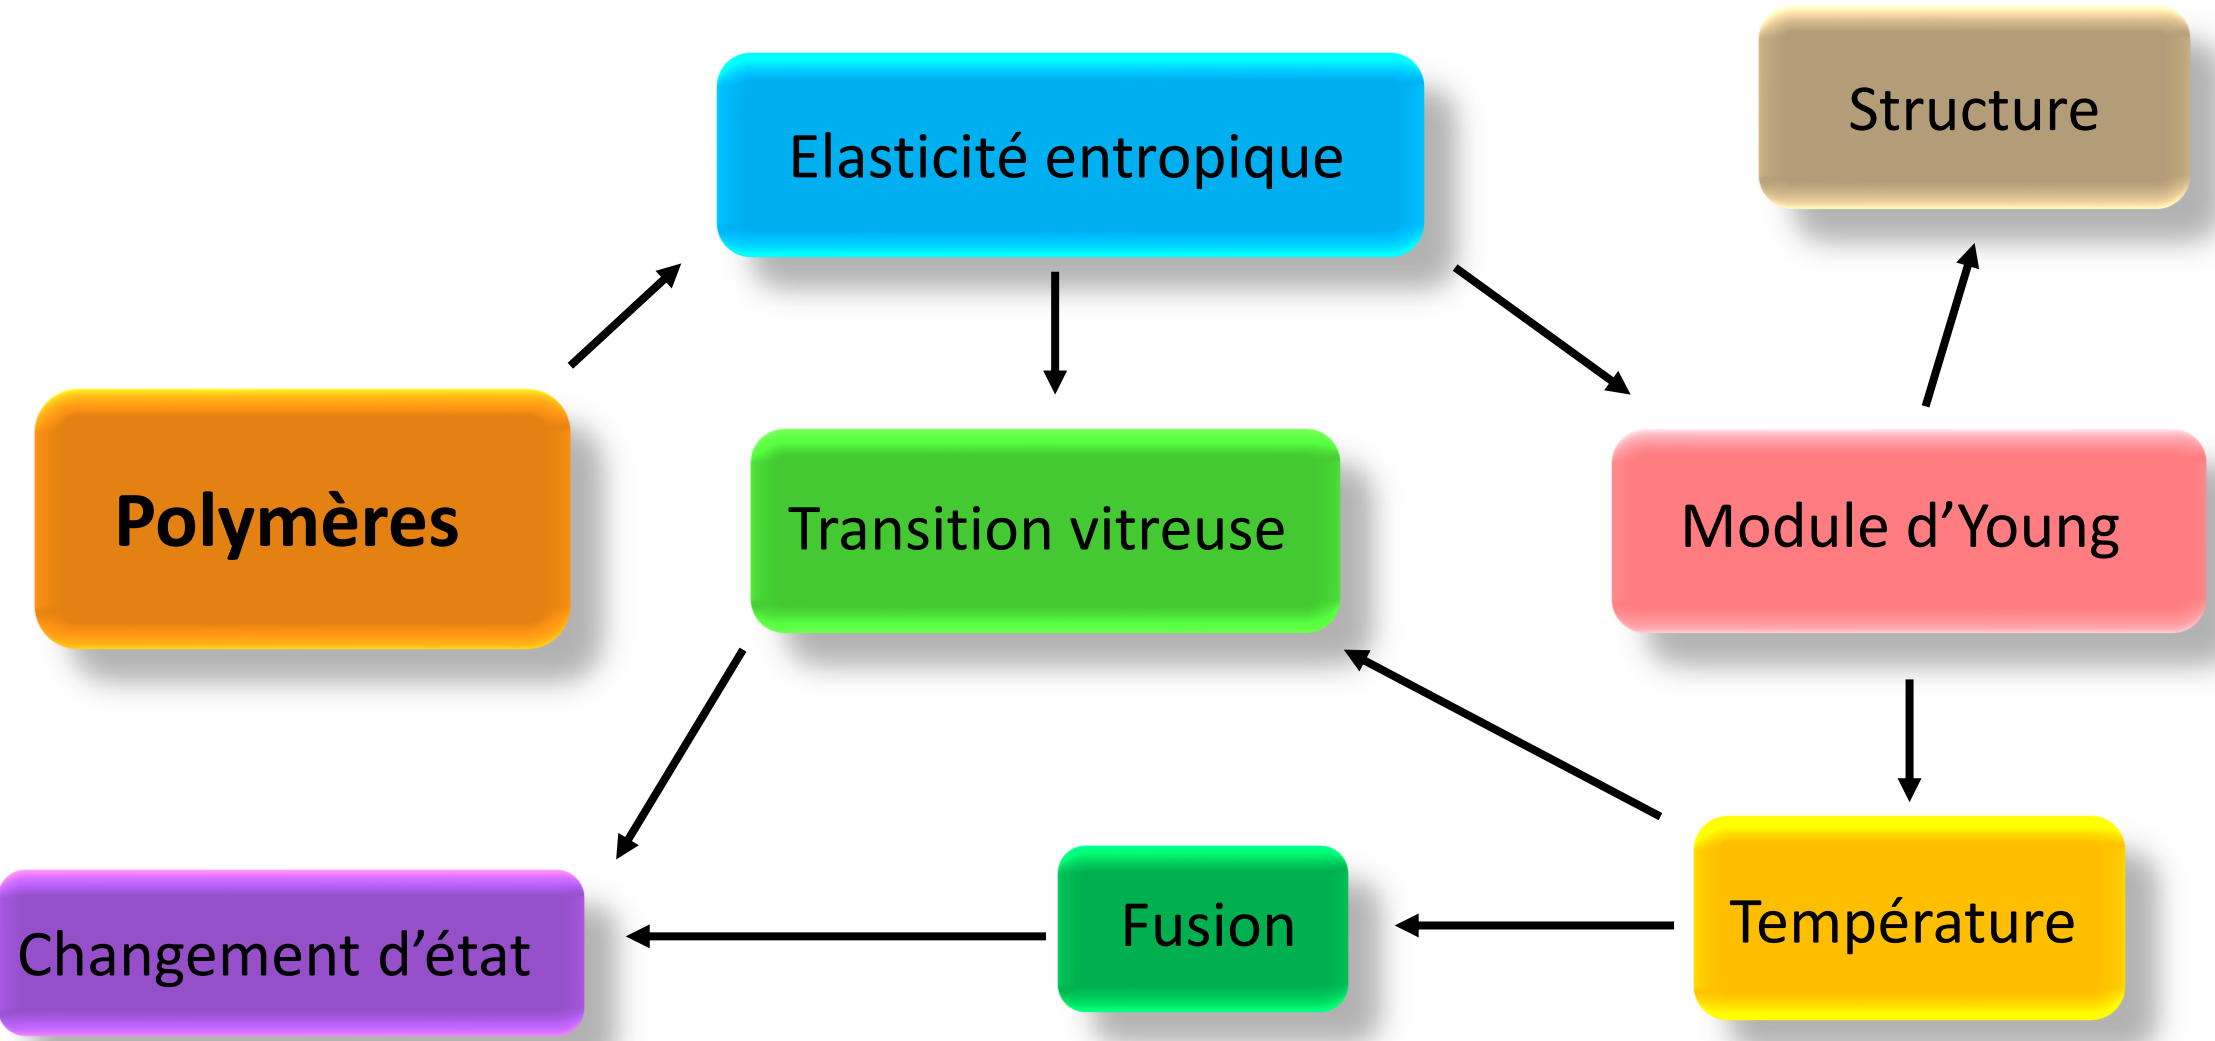 Structure
Elasticité entropique
Polymères
Transition vitreuse
Module d’Young
Changement d’état
Fusion
Température